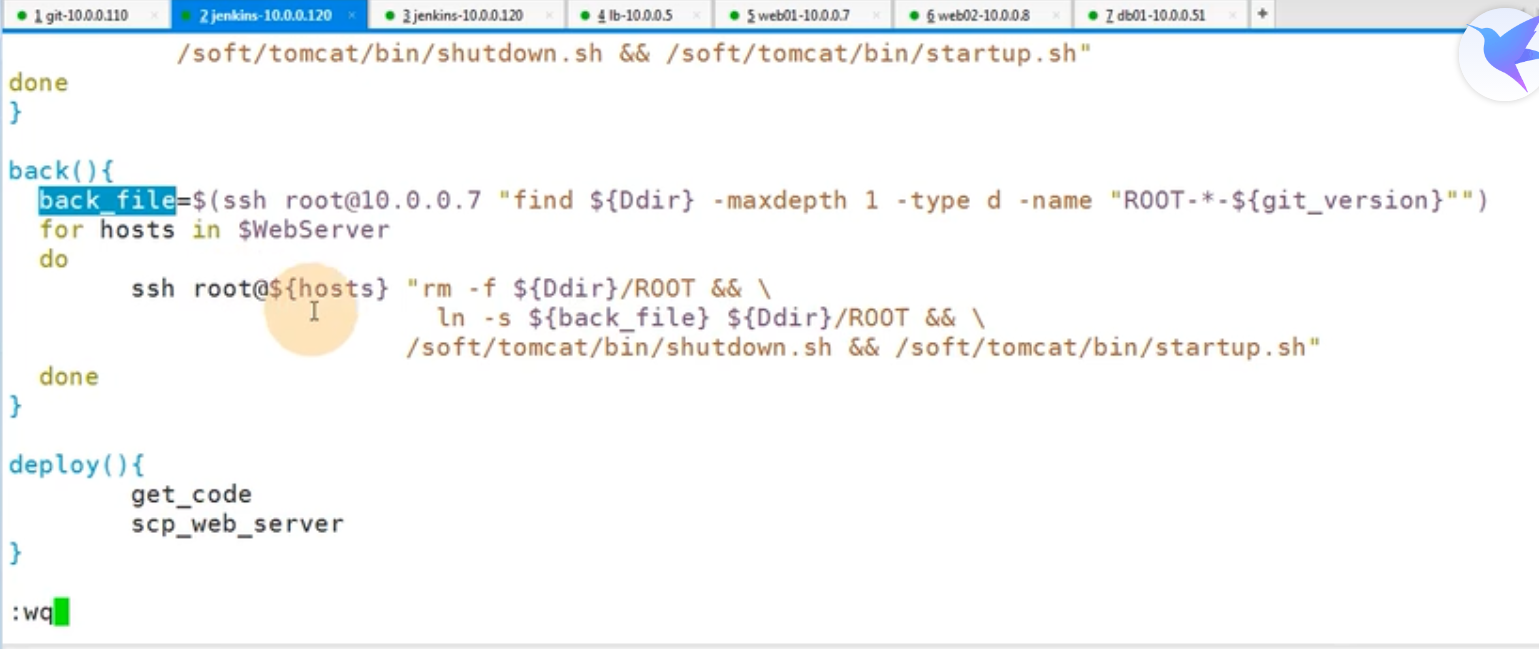 1 git-10.0.0.110 × 2 jenkins-10.0.0.120 × 3 jenkins-10.0.0.120 × 4 lb-10.0.0.5 × 5 web01-10.0.0.7 × 6 web02-10.0.0.8 × 7 db01-10.0.0.51 × +
/soft/tomcat/bin/shutdown.sh && /soft/tomcat/bin/startup.sh"
done
}
back(){
back_file=$(ssh root@10.0.0.7 "find ${Ddir} -maxdepth 1 -type d -name "ROOT-*-${git_version}"")
for hosts in $WebServer
do
ssh root@${hosts} "rm -f ${Ddir}/ROOT && \
ln -s ${back_file} ${Ddir}/ROOT && \
/soft/tomcat/bin/shutdown.sh && /soft/tomcat/bin/startup.sh"
done
}
deploy(){
get_code
scp_web_server
}
:wq